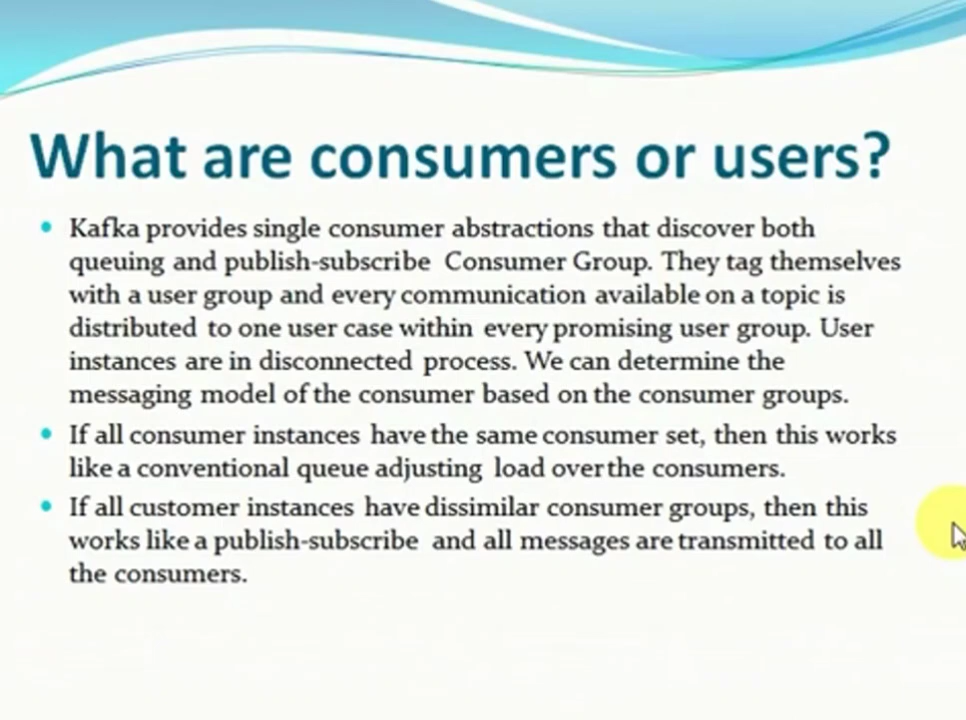 What are consumers or users?
Kafka provides single consumer abstractions that discover both
queuing and publish-subscribe Consumer Group. They tag themselves
with a user group and every communication available on a topic is
distributed to one user case within every promising user group. User
instances are in disconnected process. We can determine the
messaging model of the consumer based on the consumer groups.
If all consumer instances have the same consumer set, then this works
like a conventional queue adjusting load over the consumers.
If all customer instances have dissimilar consumer groups, then this
works like a publish-subscribe and all messages are transmitted to all
the consumers.